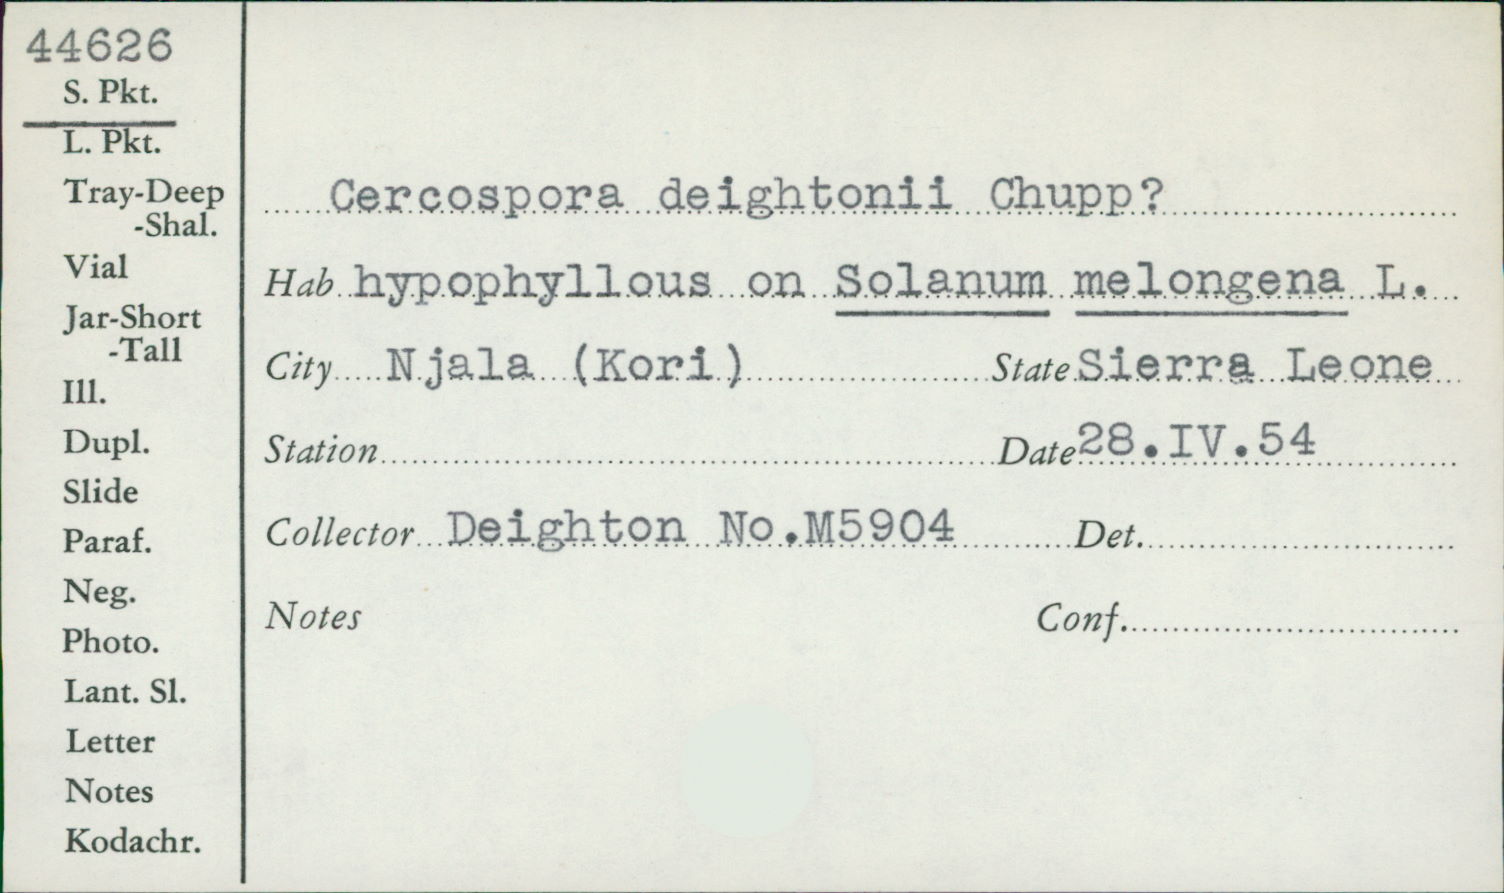 44626
S. Pkt.
L. Pkt.
Tray-Deep
-Shal.
Vial
Jar-Short
-Tall
Ill.
Dupl.
Slide
Paraf.
Neg.
Photo.
Lant. Sl.
Letter
Notes
Kodachr.
Cercospora deightonii Chupp?
Hab hypophyllous on Solanum melongena L.
City Njala (Kori) State Sierra Leone
Station Date 28.IV.54
Collector Deighton No.M5904 Det.
Notes Conf.